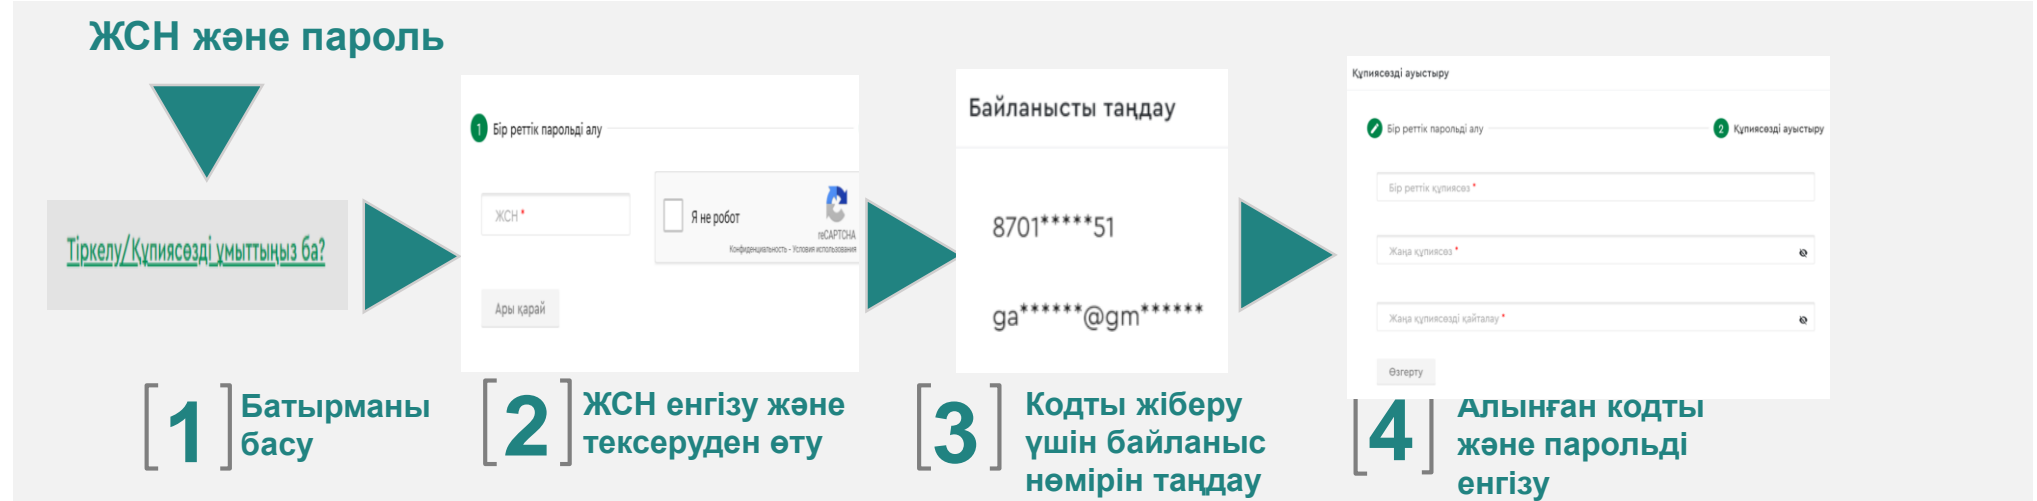 ЖСН және пароль
Тіркелу/Құпиясөзді ұмыттыңыз ба?
1 Бір реттік парольді алу
ЖСН *
Я не робот
reCAPTCHA
Конфиденциальность - Условия использования
Ары қарай
Байланысты таңдау
8701*****51
ga******@gm******
Құпиясөзді ауыстыру
Бір реттік парольді алу
2 Құпиясөзді ауыстыру
Бір реттік құпиясөз *
Жаңа құпиясөз *
Жаңа құпиясөзді қайталау *
Өзгерту
1
Батырманы
басу
2
ЖСН енгізу және
тексеруден өту
3
Кодты жіберу
үшін байланыс
нөмірін таңдау
4
Алынған кодты
және парольді
енгізу